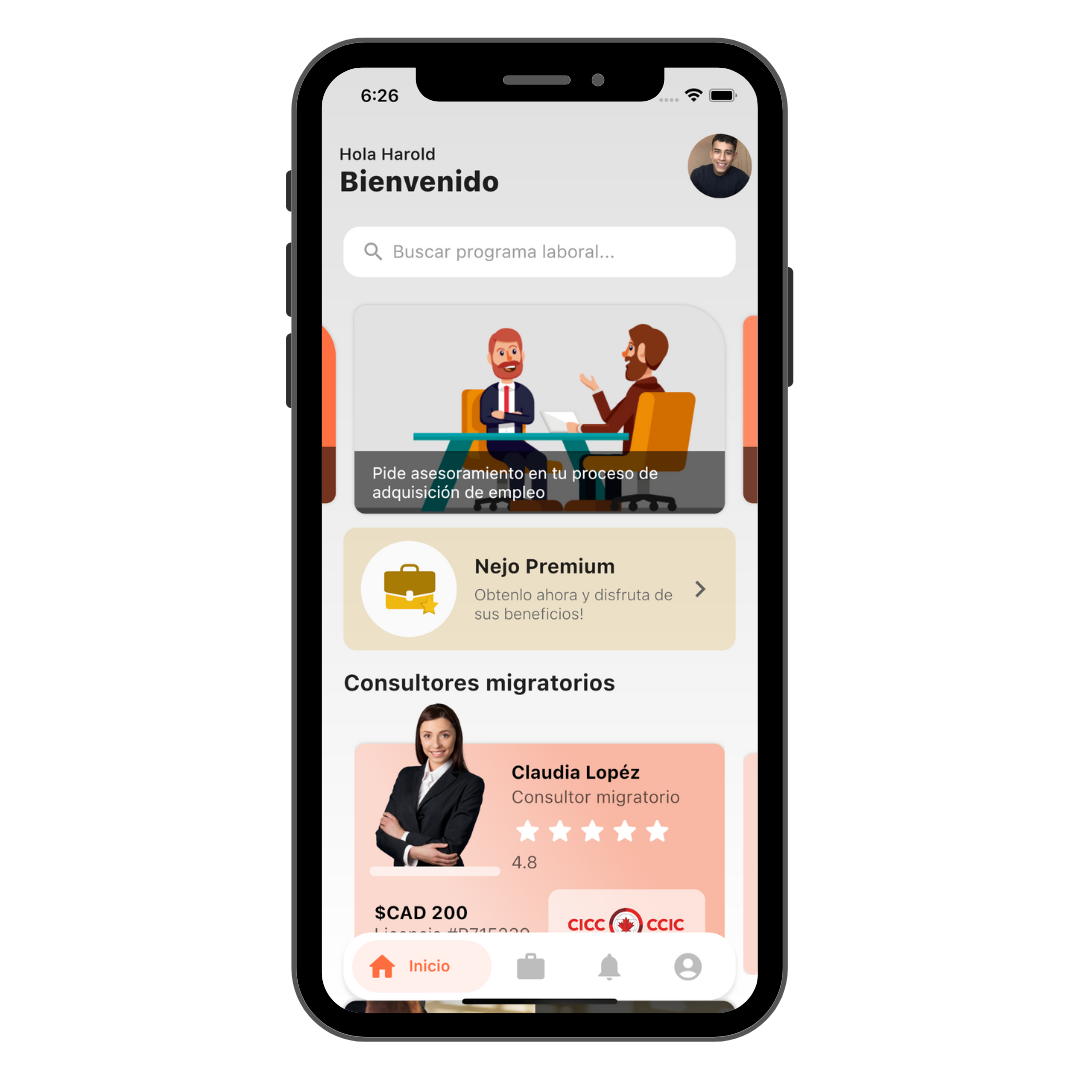 6:26
Hola Harold
Bienvenido
Buscar programa laboral...
Pide asesoramiento en tu proceso de
adquisición de empleo
Nejo Premium
Obtenlo ahora y disfruta de
sus beneficios!
Consultores migratorios
Claudia Lopéz
Consultor migratorio
4.8
$CAD 200
CICC CCIC
Inicio